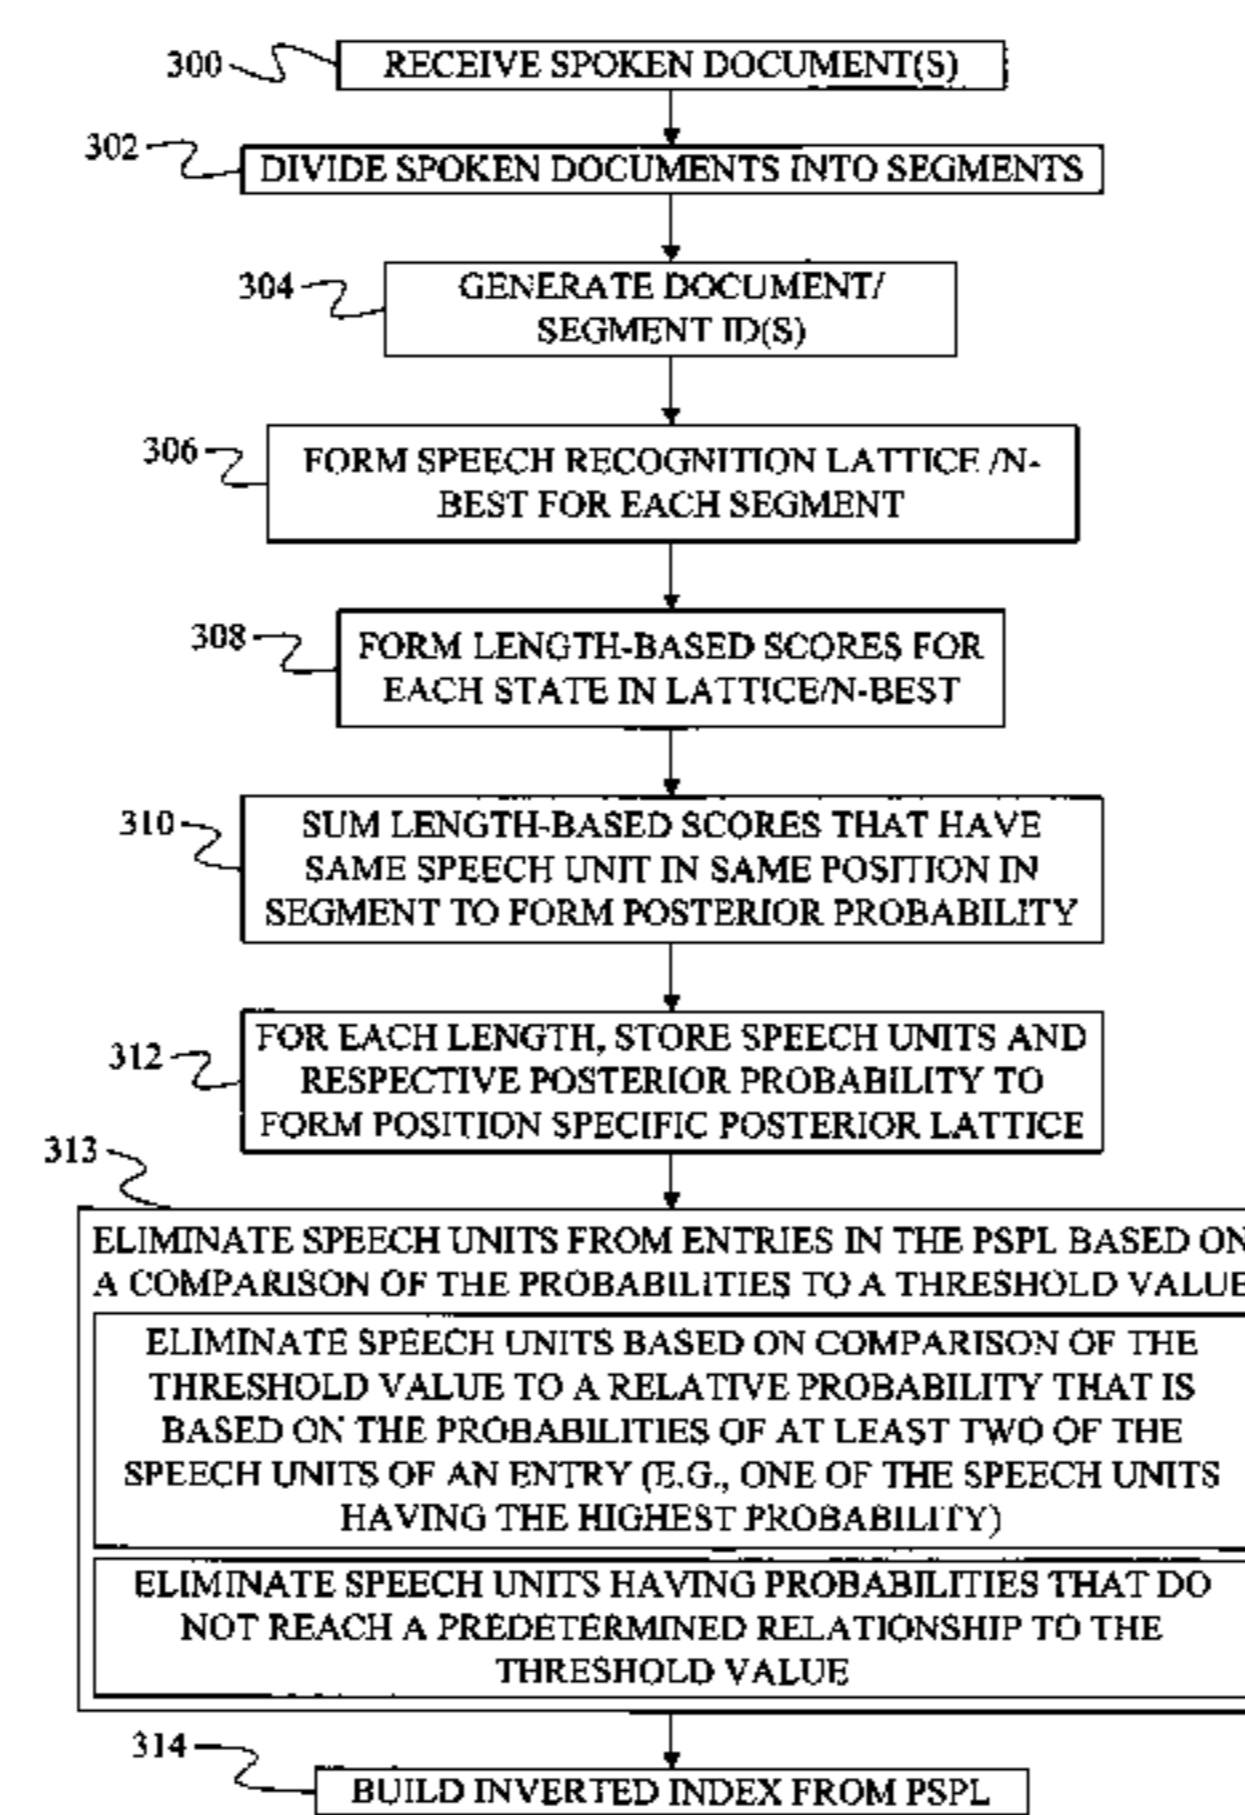 300
RECEIVE SPOKEN DOCUMENT(S)
302
DIVIDE SPOKEN DOCUMENTS INTO SEGMENTS
304
GENERATE DOCUMENT/
SEGMENT ID(S)
306
FORM SPEECH RECOGNITION LATTICE /N-
BEST FOR EACH SEGMENT
308
FORM LENGTH-BASED SCORES FOR
EACH STATE IN LATTICE/N-BEST
310
SUM LENGTH-BASED SCORES THAT HAVE
SAME SPEECH UNIT IN SAME POSITION IN
SEGMENT TO FORM POSTERIOR PROBABILITY
312
FOR EACH LENGTH, STORE SPEECH UNITS AND
RESPECTIVE POSTERIOR PROBABILITY TO
FORM POSITION SPECIFIC POSTERIOR LATTICE
313
ELIMINATE SPEECH UNITS FROM ENTRIES IN THE PSPL BASED ON
A COMPARISON OF THE PROBABILITIES TO A THRESHOLD VALUE
ELIMINATE SPEECH UNITS BASED ON COMPARISON OF THE
THRESHOLD VALUE TO A RELATIVE PROBABILITY THAT IS
BASED ON THE PROBABILITIES OF AT LEAST TWO OF THE
SPEECH UNITS OF AN ENTRY (E.G., ONE OF THE SPEECH UNITS
HAVING THE HIGHEST PROBABILITY)
ELIMINATE SPEECH UNITS HAVING PROBABILITIES THAT DO
NOT REACH A PREDETERMINED RELATIONSHIP TO THE
THRESHOLD VALUE
314
BUILD INVERTED INDEX FROM PSPL